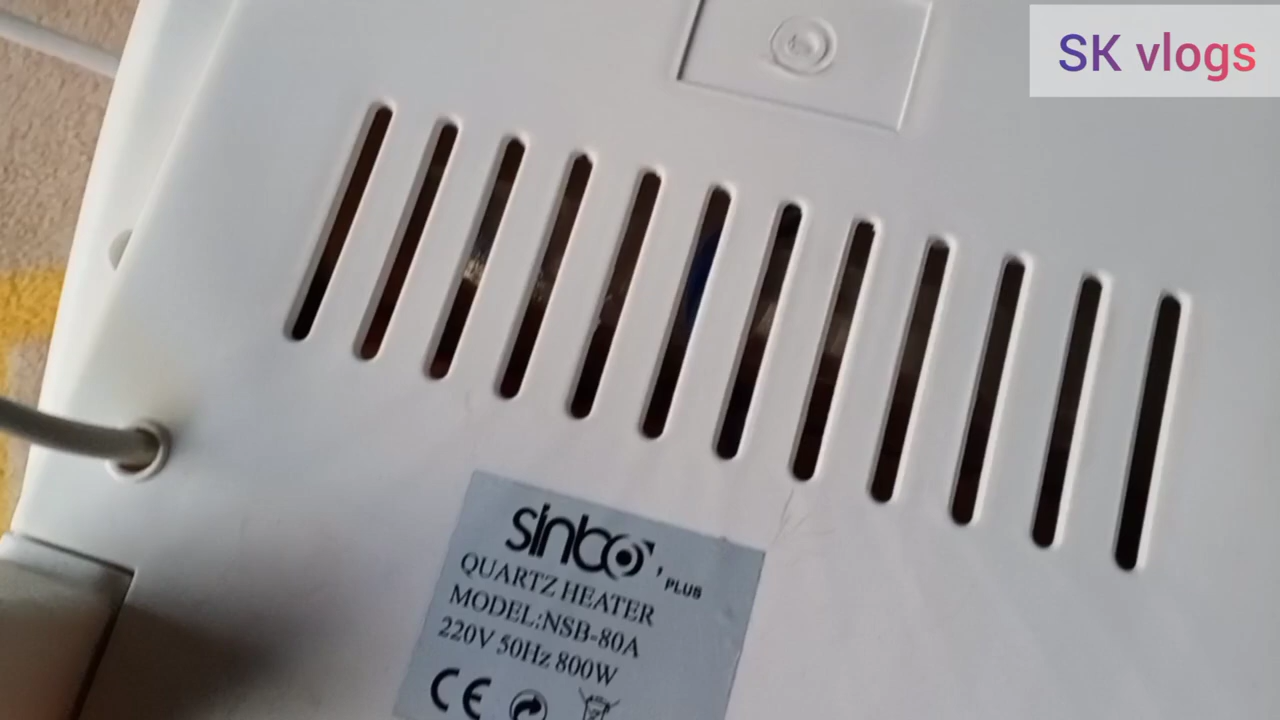 SK vlogs
sinbo, PLUS
QUARTZ HEATER
MODEL:NSB-80A
220V 50Hz 800W
CE